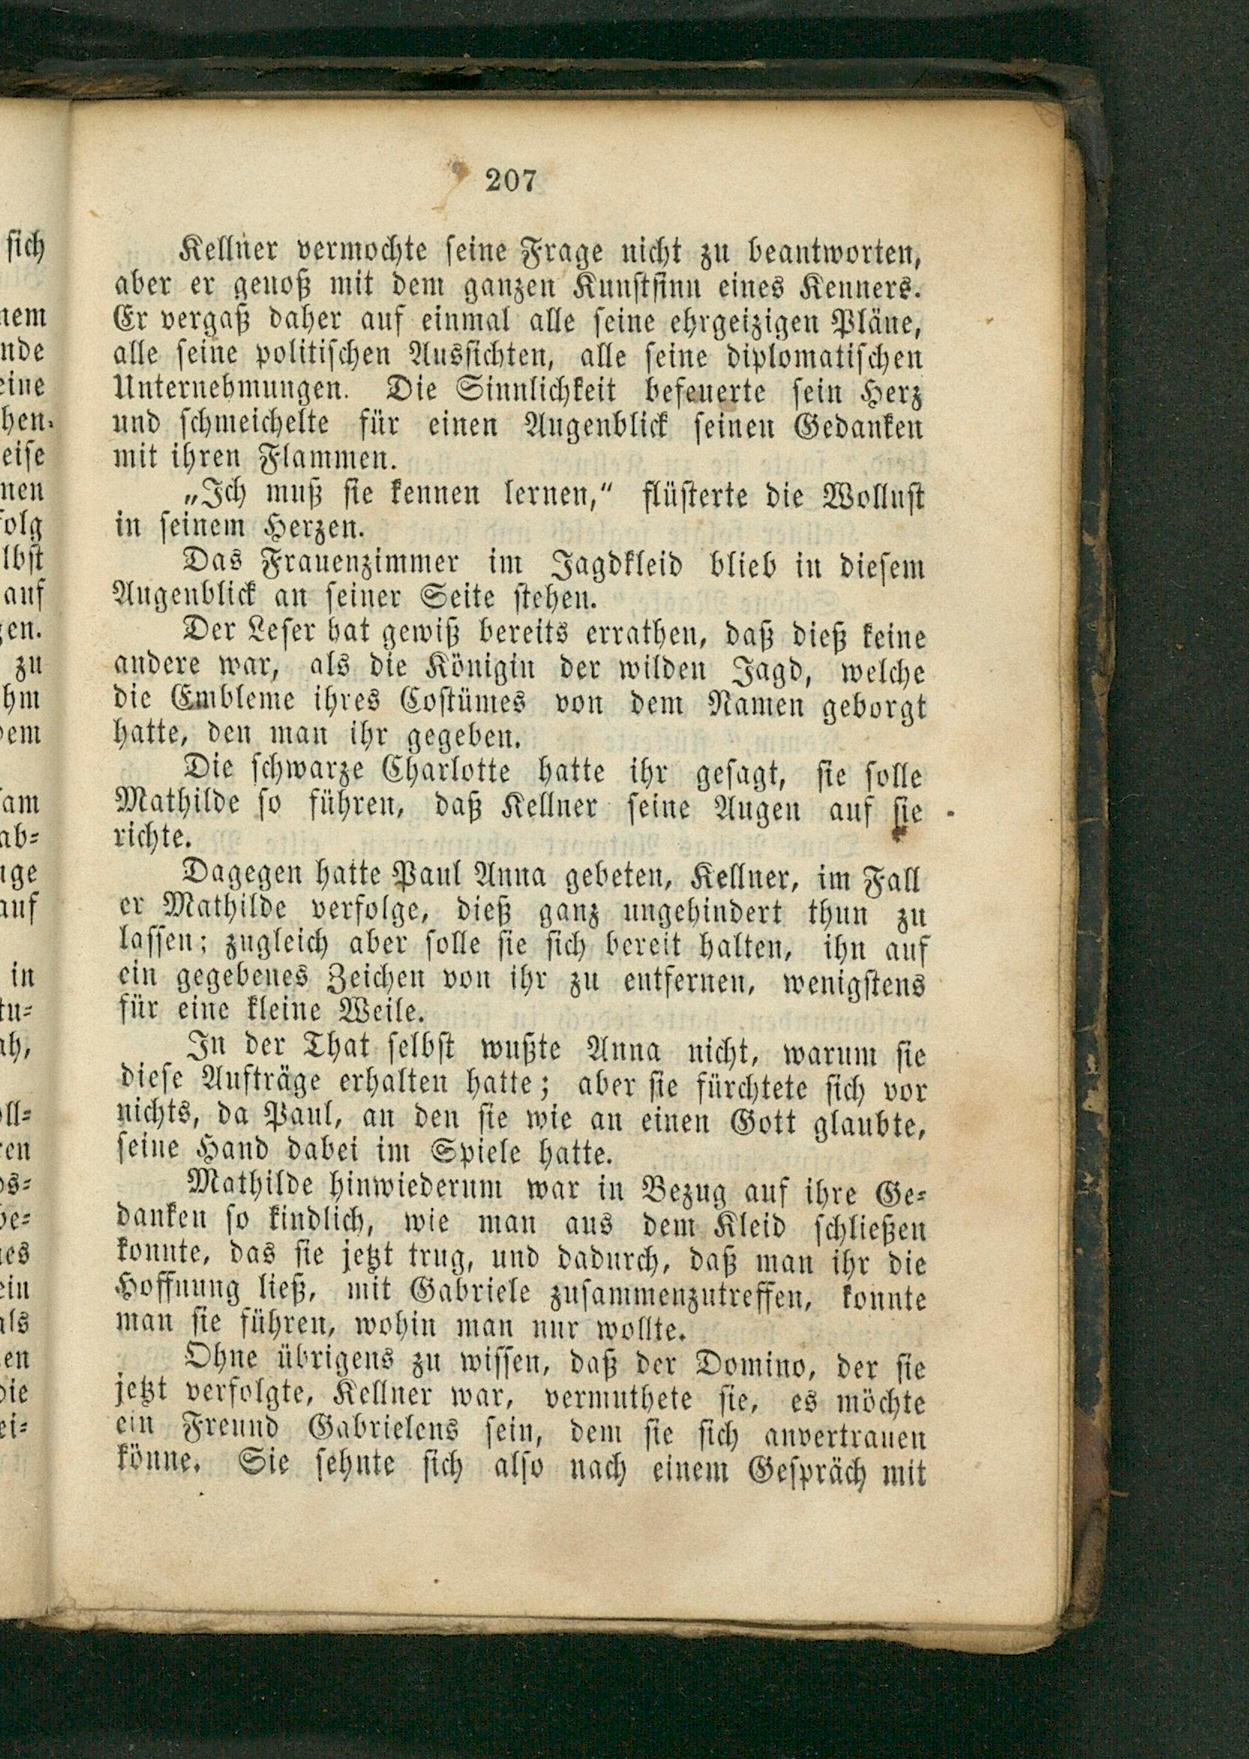 207
Kellner vermochte seine Frage nicht zu beantworten,
aber er genoß mit dem ganzen Kunstsinn eines Kenners.
Er vergaß daher auf einmal alle seine ehrgeizigen Pläne,
alle seine politischen Aussichten, alle seine diplomatischen
Unternehmungen. Die Sinnlichkeit befeuerte sein Herz
und schmeichelte für einen Augenblick seinen Gedanken
mit ihren Flammen.
„Ich muß sie kennen lernen,“ flüsterte die Wollust
in seinem Herzen.
Das Frauenzimmer im Jagdkleid blieb in diesem
Augenblick an seiner Seite stehen.
Der Leser hat gewiß bereits errathen, daß dieß keine
andere war, als die Königin der wilden Jagd, welche
die Embleme ihres Costümes von dem Namen geborgt
hatte, den man ihr gegeben.
Die schwarze Charlotte hatte ihr gesagt, sie solle
Mathilde so führen, daß Kellner seine Augen auf sie
richte.
Dagegen hatte Paul Anna gebeten, Kellner, im Fall
er Mathilde verfolge, dieß ganz ungehindert thun zu
lassen; zugleich aber solle sie sich bereit halten, ihn auf
ein gegebenes Zeichen von ihr zu entfernen, wenigstens
für eine kleine Weile.
In der That selbst wußte Anna nicht, warum sie
diese Aufträge erhalten hatte; aber sie fürchtete sich vor
nichts, da Paul, an den sie wie an einen Gott glaubte,
seine Hand dabei im Spiele hatte.
Mathilde hinwiederum war in Bezug auf ihre Ge-
danken so kindlich, wie man aus dem Kleid schließen
konnte, das sie jetzt trug, und dadurch, daß man ihr die
Hoffnung ließ, mit Gabriele zusammenzutreffen, konnte
man sie führen, wohin man nur wollte.
Ohne übrigens zu wissen, daß der Domino, der sie
jetzt verfolgte, Kellner war, vermuthete sie, es möchte
ein Freund Gabrielens sein, dem sie sich anvertrauen
könne. Sie sehnte sich also nach einem Gespräch mit